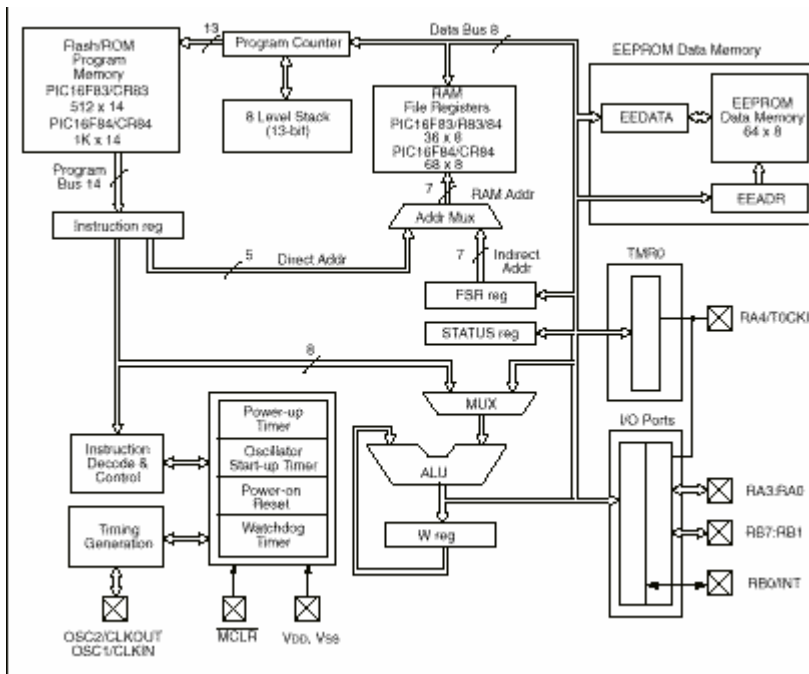 Flash/ROM
Program
Memory
PIC16F83/CR83
512 x 14
PIC16F84/CR84
1K x 14
13
Program Counter
Data Bus 8
8 Level Stack
(13-bit)
RAM
File Registers
PIC16F83/R83/84
36 x 8
PIC16F84/CR84
68 x 8
EEPROM Data Memory
EEDATA
EEPROM
Data Memory
64 x 8
EEADR
Program
Bus 14
7
RAM Addr
Instruction reg
Addr Mux
5
Direct Addr
7
Indirect
Addr
FSR reg
STATUS reg
TMR0
RA4/T0CKI
8
MUX
I/O Ports
Power-up
Timer
Instruction
Decode &
Control
Oscillator
Start-up Timer
ALU
Power-on
Reset
RA3:RA0
Timing
Generation
Watchdog
Timer
W reg
RB7:RB1
RB0/INT
OSC2/CLKOUT
OSC1/CLKIN
MCLR
VDD, VSS